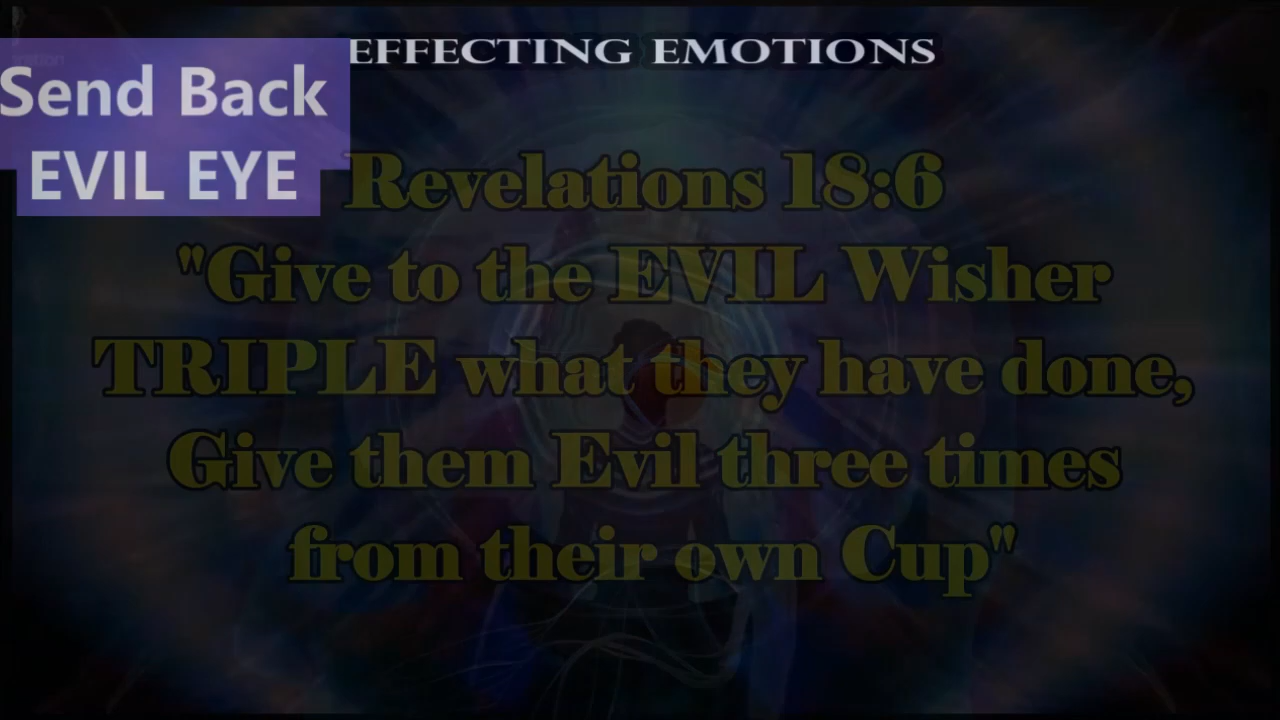 EFFECTING EMOTIONS
Send Back
EVIL EYE
Revelations 18:6
"Give to the EVIL Wisher
TRIPLE what they have done,
Give them Evil three times
from their own Cup"